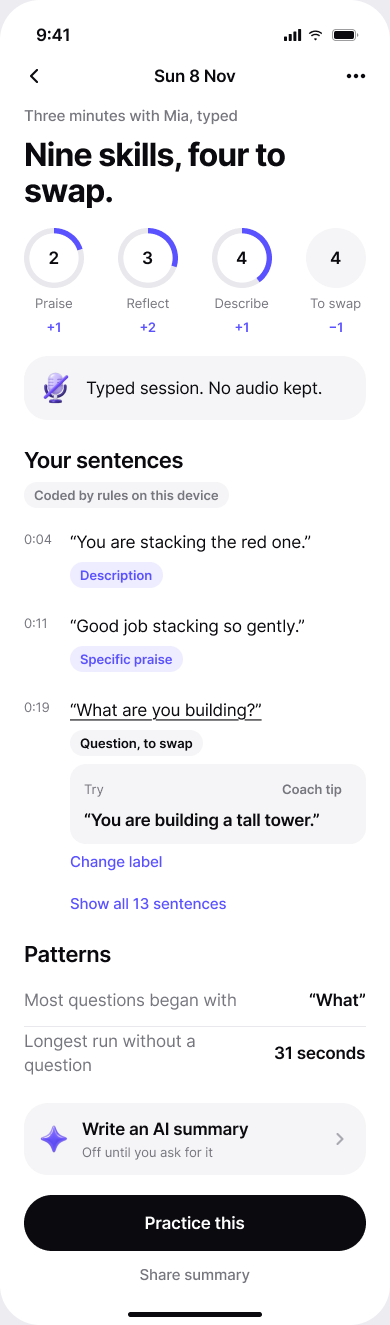 9:41
Sun 8 Nov
Three minutes with Mia, typed
Nine skills, four to
swap.
2
3
4
4
Praise
Reflect
Describe
To swap
+1
+2
+1
−1
Typed session. No audio kept.
Your sentences
Coded by rules on this device
0:04
“You are stacking the red one.”
Description
0:11
“Good job stacking so gently.”
Specific praise
0:19
“What are you building?”
Question, to swap
Try
Coach tip
“You are building a tall tower.”
Change label
Show all 13 sentences
Patterns
Most questions began with
“What”
Longest run without a
question
31 seconds
Write an AI summary
Off until you ask for it
Practice this
Share summary